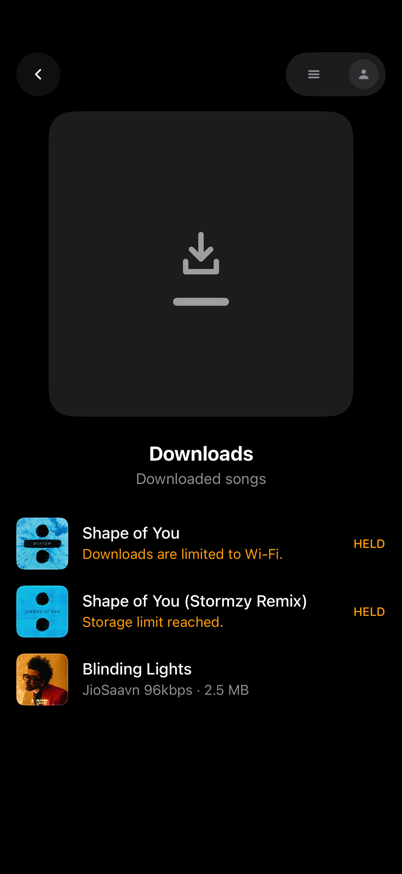 Downloads
Downloaded songs
Shape of You
Downloads are limited to Wi-Fi.
HELD
Shape of You (Stormzy Remix)
Storage limit reached.
HELD
Blinding Lights
JioSaavn 96kbps · 2.5 MB